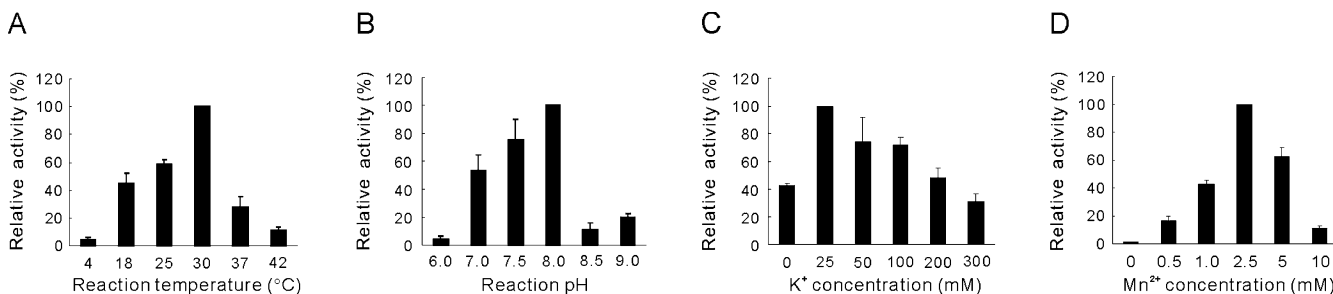 A
Relative activity (%)
120
100
80
60
40
20
0
4 18 25 30 37 42
Reaction temperature (°C)
B
Relative activity (%)
120
100
80
60
40
20
0
6.0 7.0 7.5 8.0 8.5 9.0
Reaction pH
C
Relative activity (%)
120
100
80
60
40
20
0
0 25 50 100 200 300
K⁺ concentration (mM)
D
Relative activity (%)
120
100
80
60
40
20
0
0 0.5 1.0 2.5 5 10
Mn²⁺ concentration (mM)